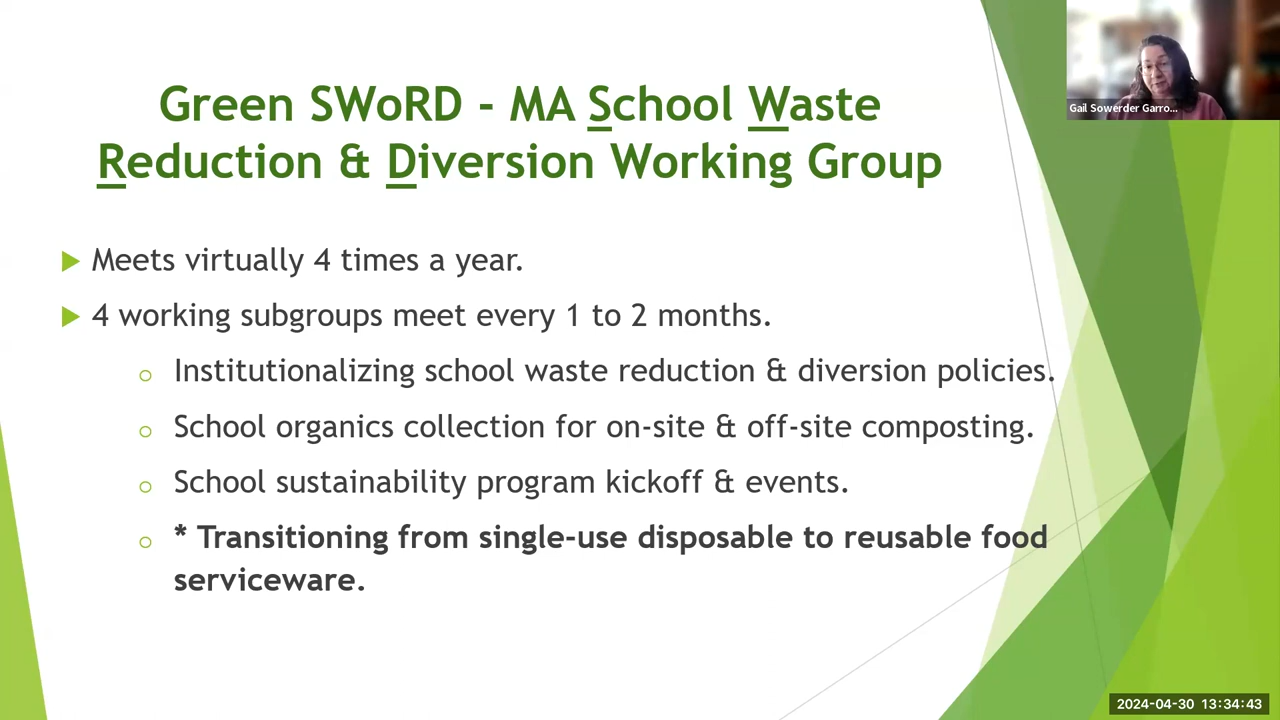 Green SWoRD - MA School Waste
Reduction & Diversion Working Group
Gail Sowerder Garro...
Meets virtually 4 times a year.
4 working subgroups meet every 1 to 2 months.
Institutionalizing school waste reduction & diversion policies.
School organics collection for on-site & off-site composting.
School sustainability program kickoff & events.
* Transitioning from single-use disposable to reusable food
serviceware.
2024-04-30 13:34:43